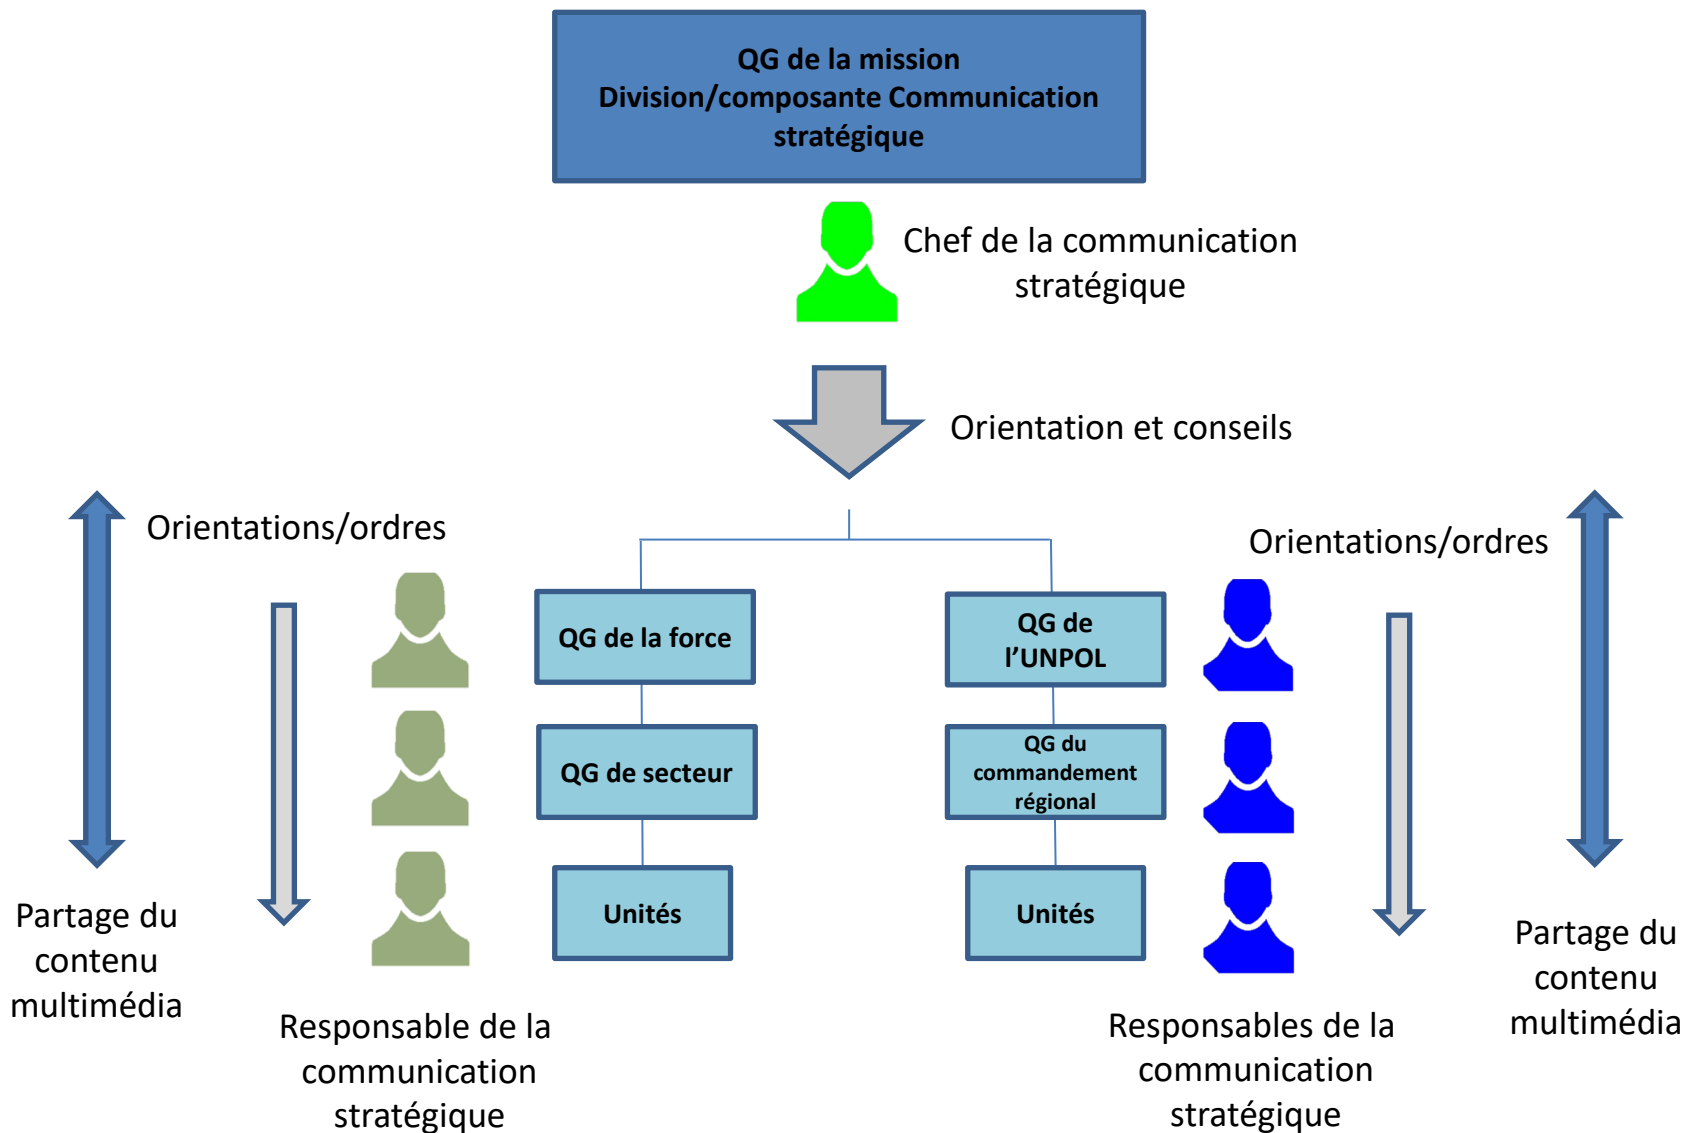 QG de la mission
Division/composante Communication
stratégique
Chef de la communication
stratégique
Orientation et conseils
Orientations/ordres
Orientations/ordres
QG de la force
QG de
l’UNPOL
QG de secteur
QG du
commandement
régional
Unités
Unités
Partage du
contenu
multimédia
Partage du
contenu
multimédia
Responsable de la
communication
stratégique
Responsables de la
communication
stratégique